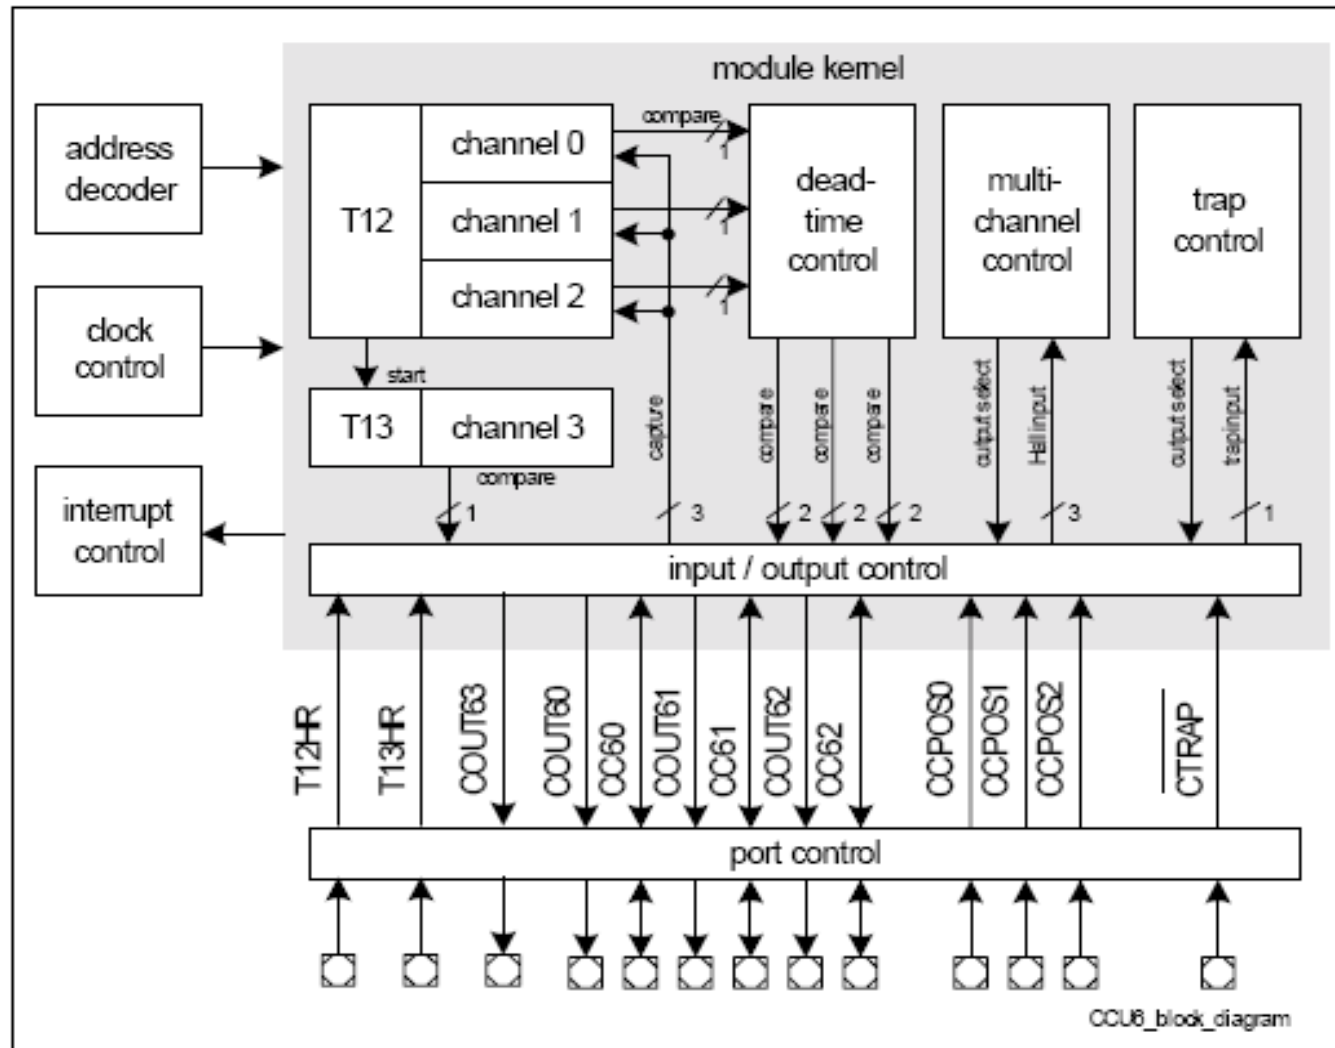 module kernel
address
decoder
clock
control
interrupt
control
T12
channel 0
channel 1
channel 2
compare
1
1
1
dead-
time
control
multi-
channel
control
trap
control
start
T13
channel 3
compare
1
capture
3
compare
2
compare
2
compare
2
output select
Hall input
3
output select
trap input
1
input / output control
T12HR
T13HR
COUT63
COUT60
CC60
COUT61
CC61
COUT62
CC62
CCPOS0
CCPOS1
CCPOS2
CTRAP
port control
CCU6_block_diagram